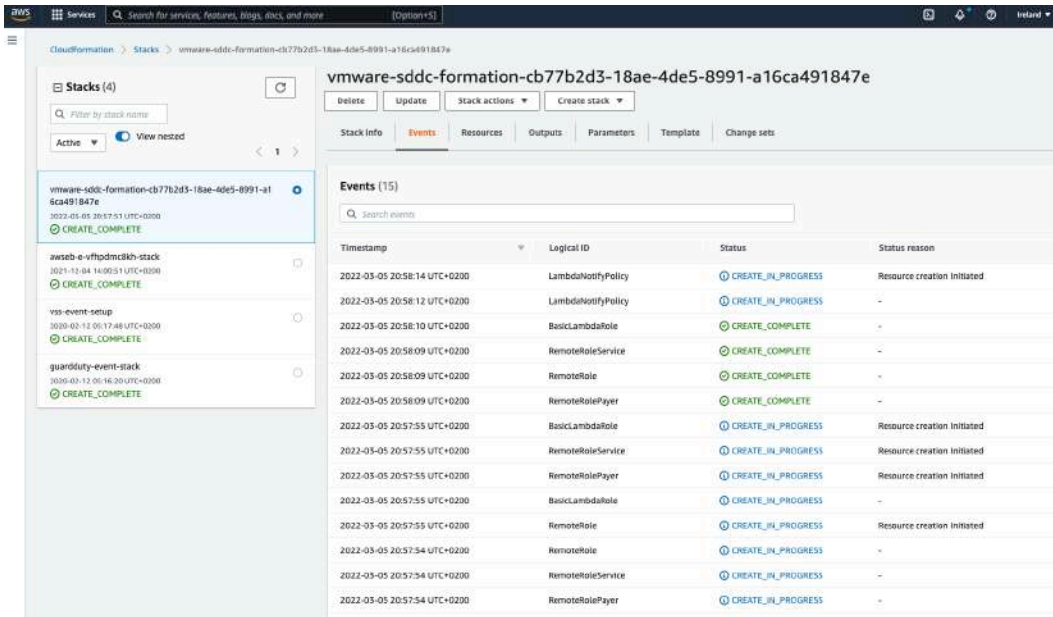 aws
Services
Search for services, features, blogs, docs, and more
[Option+S]
Ireland
CloudFormation > Stacks > vmware-sddc-formation-cb77b2d3-18ae-4de5-8991-a16ca491847e
Stacks (4)
Filter by stack name
Active
View nested
< 1 >
vmware-sddc-formation-cb77b2d3-18ae-4de5-8991-a1
6ca491847e
20:57:51 UTC+0200
CREATE_COMPLETE
awseb-e-vfhpdmc8kh-stack
2021-12-04 14:00:51 UTC+0200
CREATE_COMPLETE
vss-event-setup
2020-02-12 05:17:48 UTC+0200
CREATE_COMPLETE
guardduty-event-stack
2020-02-12 05:16:20 UTC+0200
CREATE_COMPLETE
vmware-sddc-formation-cb77b2d3-18ae-4de5-8991-a16ca491847e
Delete Update Stack actions Create stack
Stack info Events Resources Outputs Parameters Template Change sets
Events (15)
Search events
Timestamp Logical ID Status Status reason
2022-03-05 20:58:14 UTC+0200 LambdaNotifyPolicy CREATE_IN_PROGRESS Resource creation Initiated
2022-03-05 20:58:12 UTC+0200 LambdaNotifyPolicy CREATE_IN_PROGRESS -
2022-03-05 20:58:10 UTC+0200 BasicLambdaRole CREATE_COMPLETE -
2022-03-05 20:58:09 UTC+0200 RemoteRoleService CREATE_COMPLETE -
2022-03-05 20:58:09 UTC+0200 RemoteRole CREATE_COMPLETE -
2022-03-05 20:58:09 UTC+0200 RemoteRolePayer CREATE_COMPLETE -
2022-03-05 20:57:55 UTC+0200 BasicLambdaRole CREATE_IN_PROGRESS Resource creation Initiated
2022-03-05 20:57:55 UTC+0200 RemoteRoleService CREATE_IN_PROGRESS Resource creation Initiated
2022-03-05 20:57:55 UTC+0200 RemoteRolePayer CREATE_IN_PROGRESS Resource creation Initiated
2022-03-05 20:57:55 UTC+0200 BasicLambdaRole CREATE_IN_PROGRESS -
2022-03-05 20:57:55 UTC+0200 RemoteRole CREATE_IN_PROGRESS Resource creation Initiated
2022-03-05 20:57:54 UTC+0200 RemoteRole CREATE_IN_PROGRESS -
2022-03-05 20:57:54 UTC+0200 RemoteRoleService CREATE_IN_PROGRESS -
2022-03-05 20:57:54 UTC+0200 RemoteRolePayer CREATE_IN_PROGRESS -